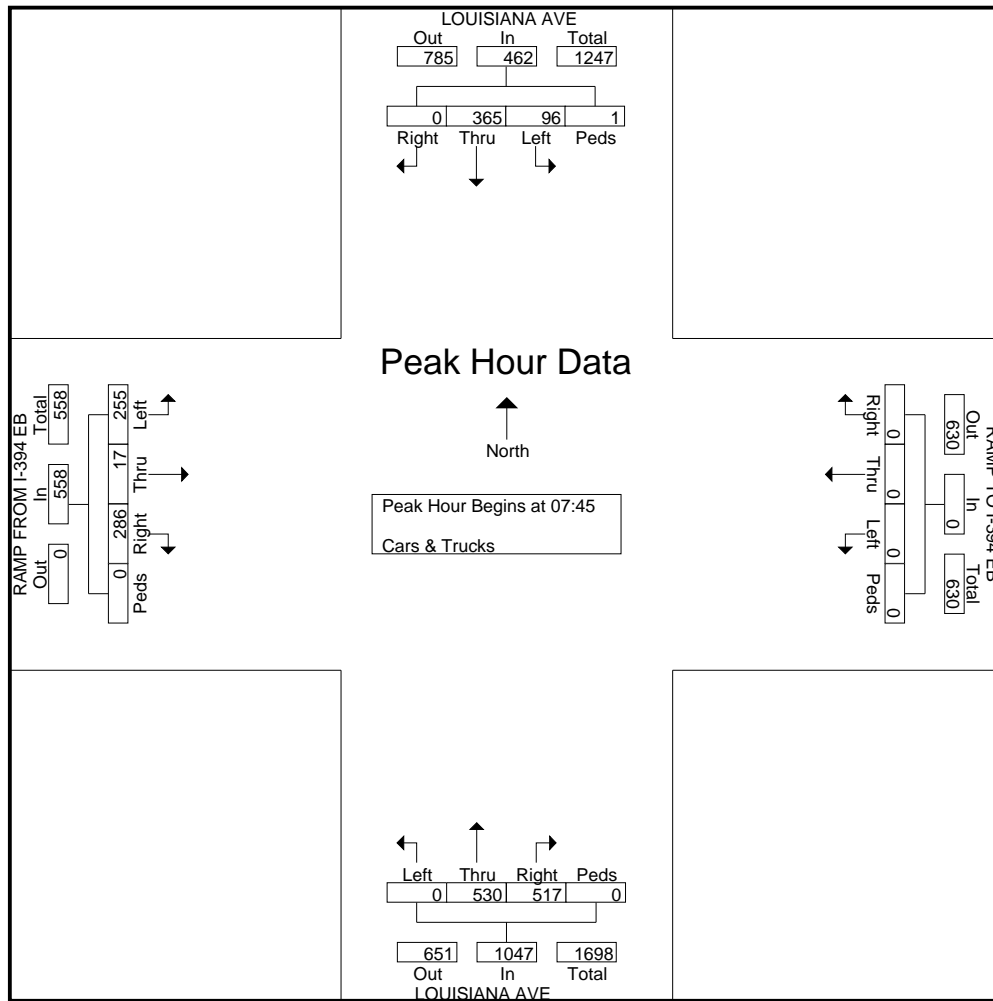 LOUISIANA AVE
Out In Total
785 462 1247
0 365 96 1
Right Thru Left Peds
Peak Hour Data
North
Peak Hour Begins at 07:45
Cars & Trucks
RAMP FROM I-394 EB
Out In Total
0 558 558
255 17 286 0
Left Thru Right Peds
RAMP TO I-394 EB
Out In Total
630 0 630
Right Thru Left Peds
0 0 0 0
Left Thru Right Peds
0 530 517 0
651 1047 1698
Out In Total
LOUISIANA AVE